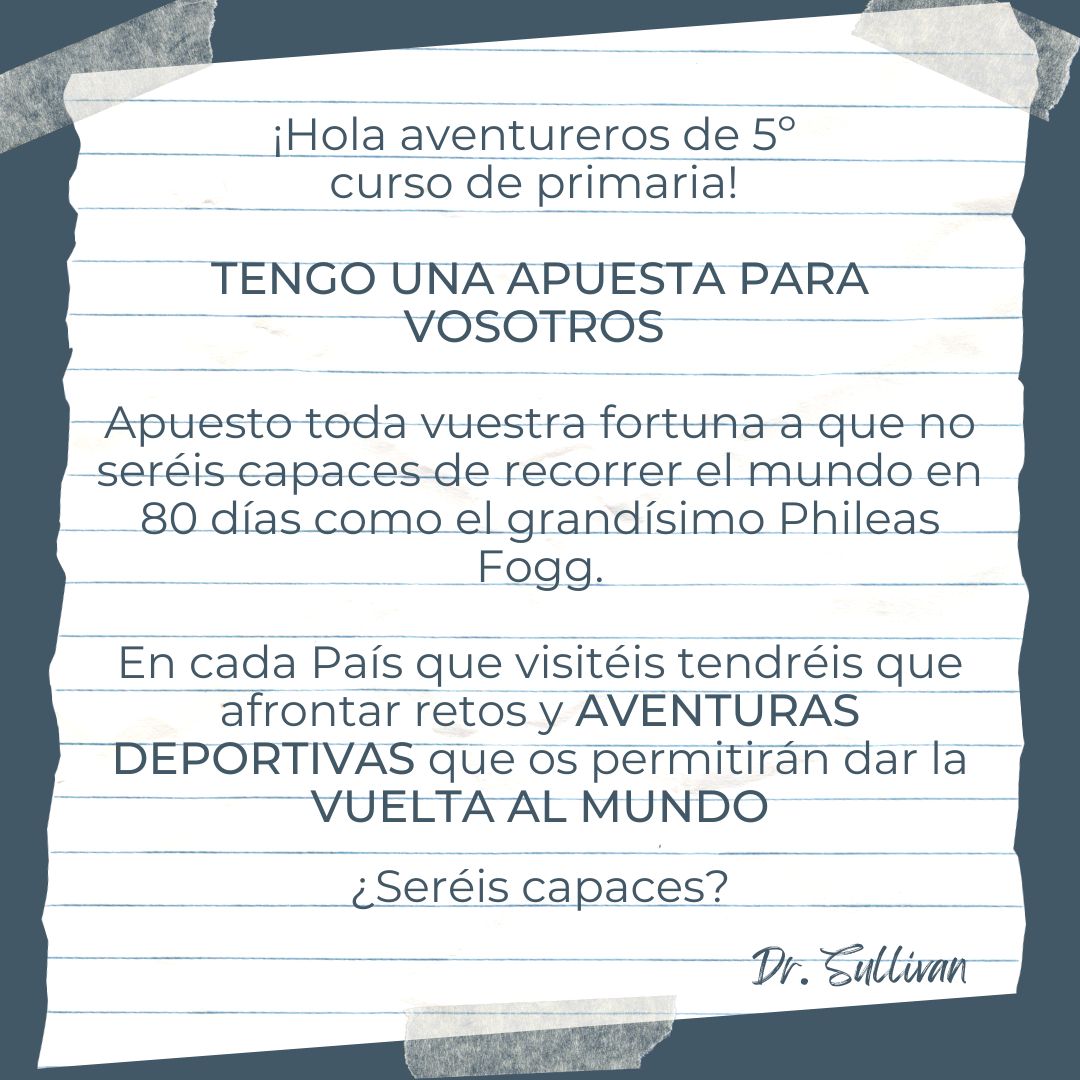 ¡Hola aventureros de 5º
curso de primaria!
TENGO UNA APUESTA PARA
VOSOTROS
Apuesto toda vuestra fortuna a que no
seréis capaces de recorrer el mundo en
80 días como el grandísimo Phileas
Fogg.
En cada País que visitéis tendréis que
afrontar retos y AVENTURAS
DEPORTIVAS que os permitirán dar la
VUELTA AL MUNDO
¿Seréis capaces?
Dr. Sullivan